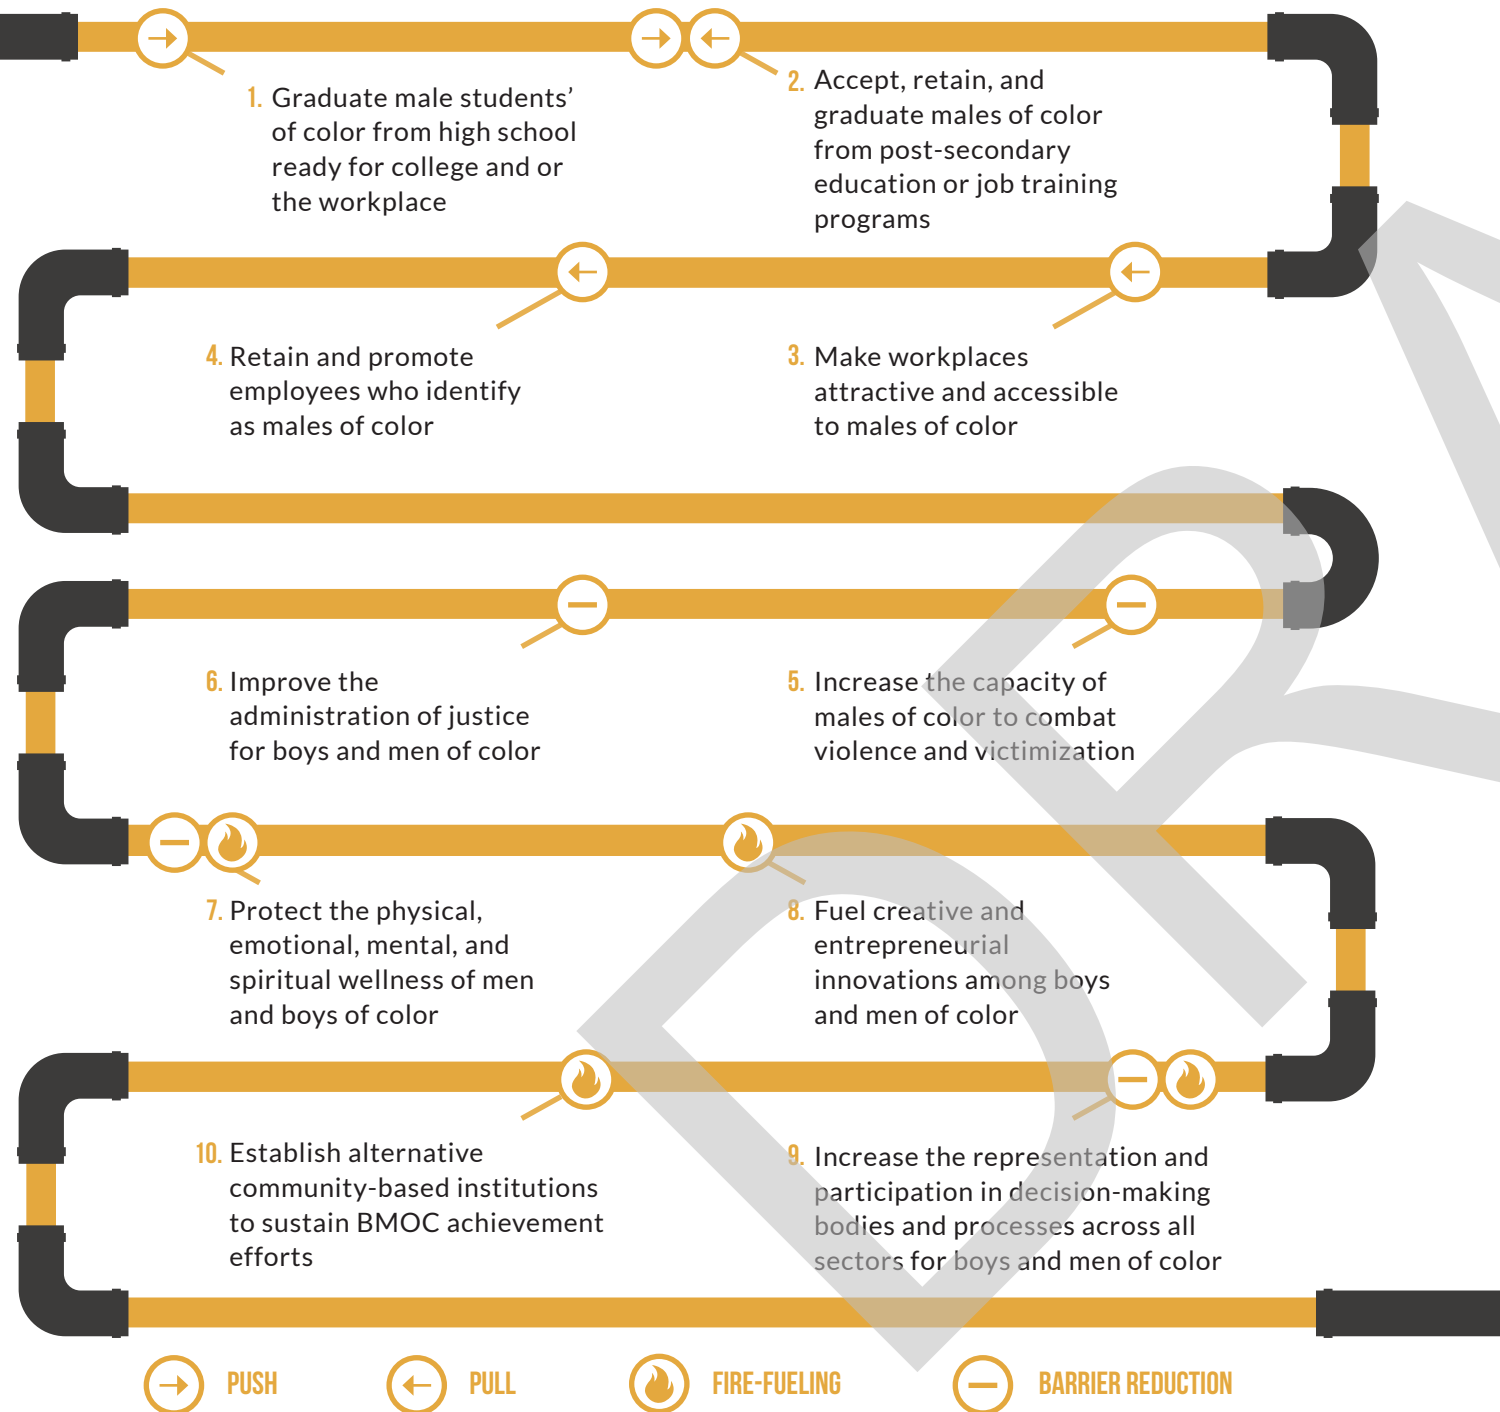 1. Graduate male students’
of color from high school
ready for college and or
the workplace
2. Accept, retain, and
graduate males of color
from post-secondary
education or job training
programs
3. Make workplaces
attractive and accessible
to males of color
4. Retain and promote
employees who identify
as males of color
5. Increase the capacity of
males of color to combat
violence and victimization
6. Improve the
administration of justice
for boys and men of color
7. Protect the physical,
emotional, mental, and
spiritual wellness of men
and boys of color
8. Fuel creative and
entrepreneurial
innovations among boys
and men of color
9. Increase the representation and
participation in decision-making
bodies and processes across all
sectors for boys and men of color
10. Establish alternative
community-based institutions
to sustain BMOC achievement
efforts
PUSH
PULL
FIRE-FUELING
BARRIER REDUCTION
DR